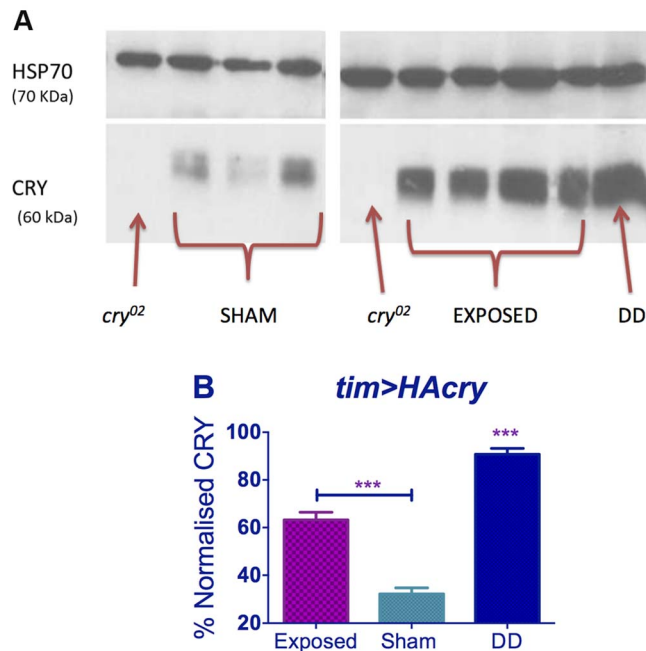 A
HSP70
(70 KDa)
CRY
(60 kDa)
cry⁰² SHAM cry⁰² EXPOSED DD
B tim>HAcry
% Normalised CRY
100
80
60
40
20
***
***
Exposed Sham DD